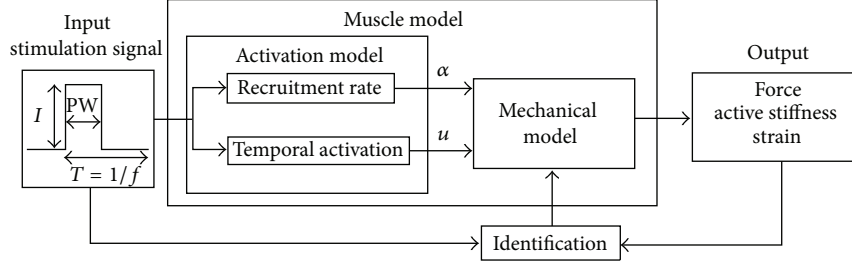 Input
stimulation signal
I
PW
T = 1/f
Muscle model
Activation model
Recruitment rate
Temporal activation
α
u
Mechanical
model
Output
Force
active stiffness
strain
Identification